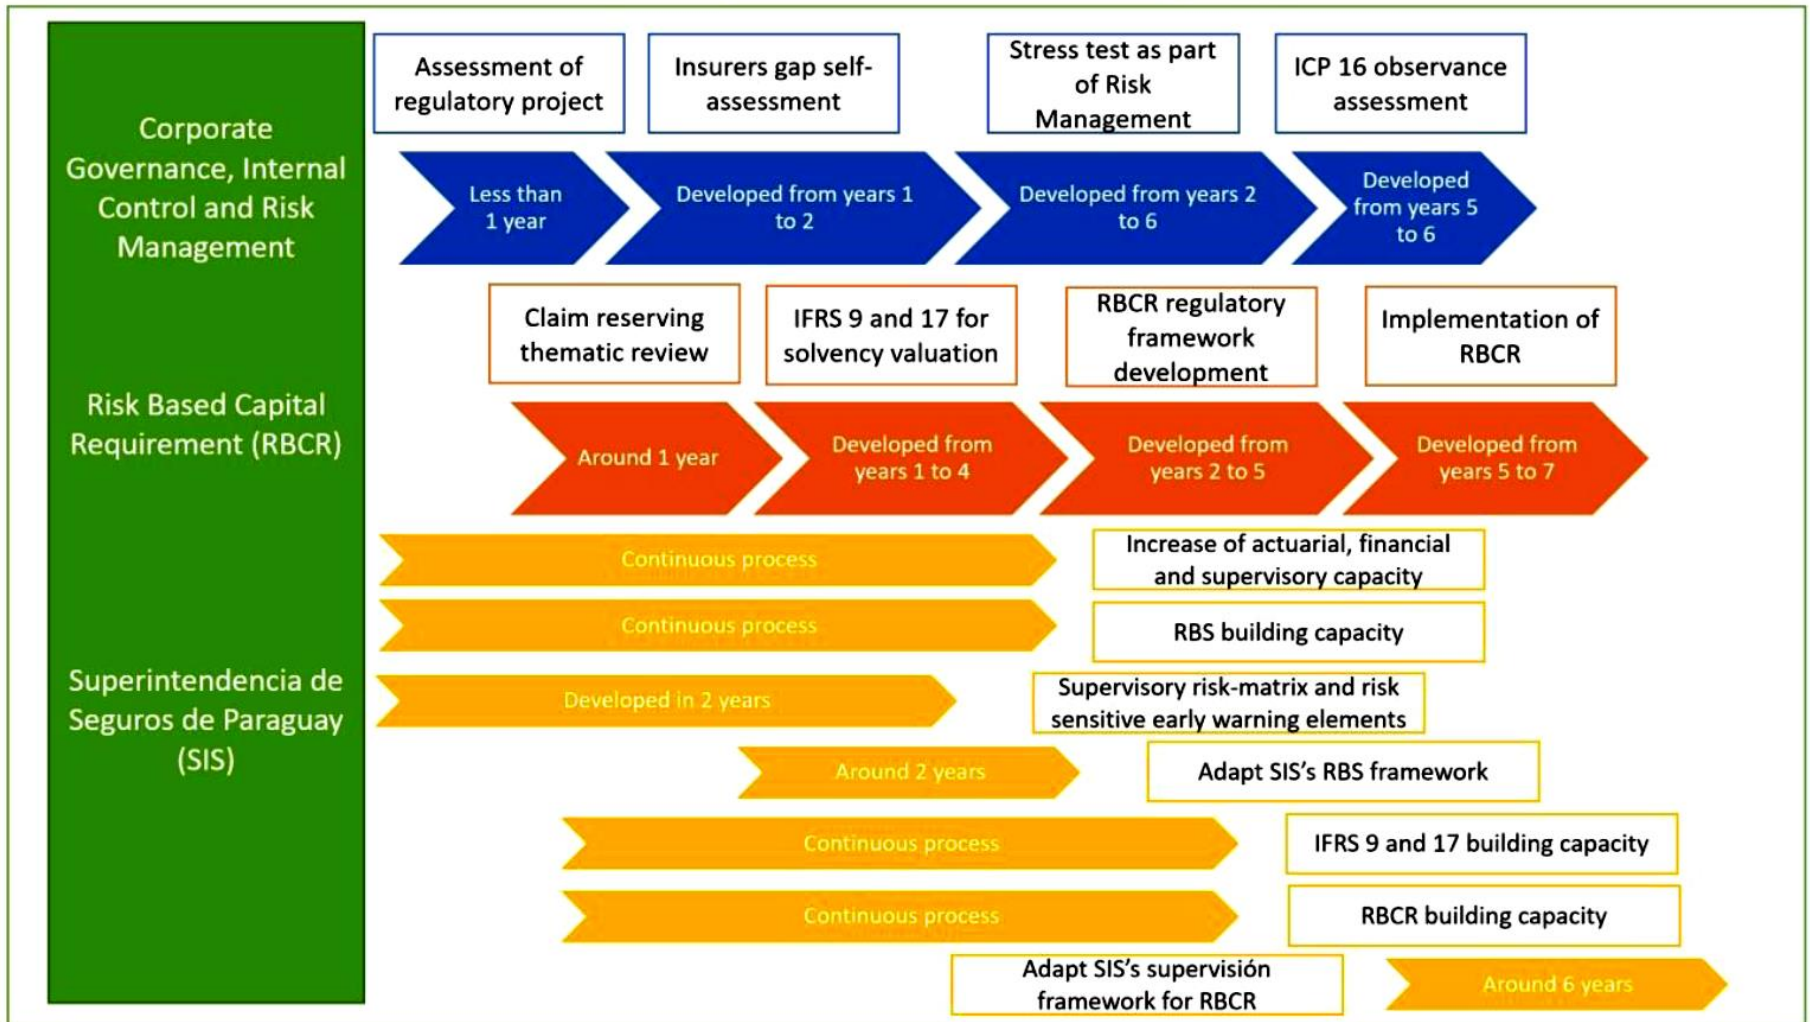 Corporate
Governance, Internal
Control and Risk
Management
Assessment of
regulatory project
Insurers gap self-
assessment
Stress test as part
of Risk
Management
ICP 16 observance
assessment
Less than
1 year
Developed from years 1
to 2
Developed from years 2
to 6
Developed
from years 5
to 6
Risk Based Capital
Requirement (RBCR)
Claim reserving
thematic review
IFRS 9 and 17 for
solvency valuation
RBCR regulatory
framework
development
Implementation of
RBCR
Around 1 year
Developed from
years 1 to 4
Developed from
years 2 to 5
Developed from
years 5 to 7
Superintendencia de
Seguros de Paraguay
(SIS)
Continuous process
Increase of actuarial, financial
and supervisory capacity
Continuous process
RBS building capacity
Developed in 2 years
Supervisory risk-matrix and risk
sensitive early warning elements
Around 2 years
Adapt SIS's RBS framework
Continuous process
IFRS 9 and 17 building capacity
Continuous process
RBCR building capacity
Adapt SIS's supervisión
framework for RBCR
Around 6 years